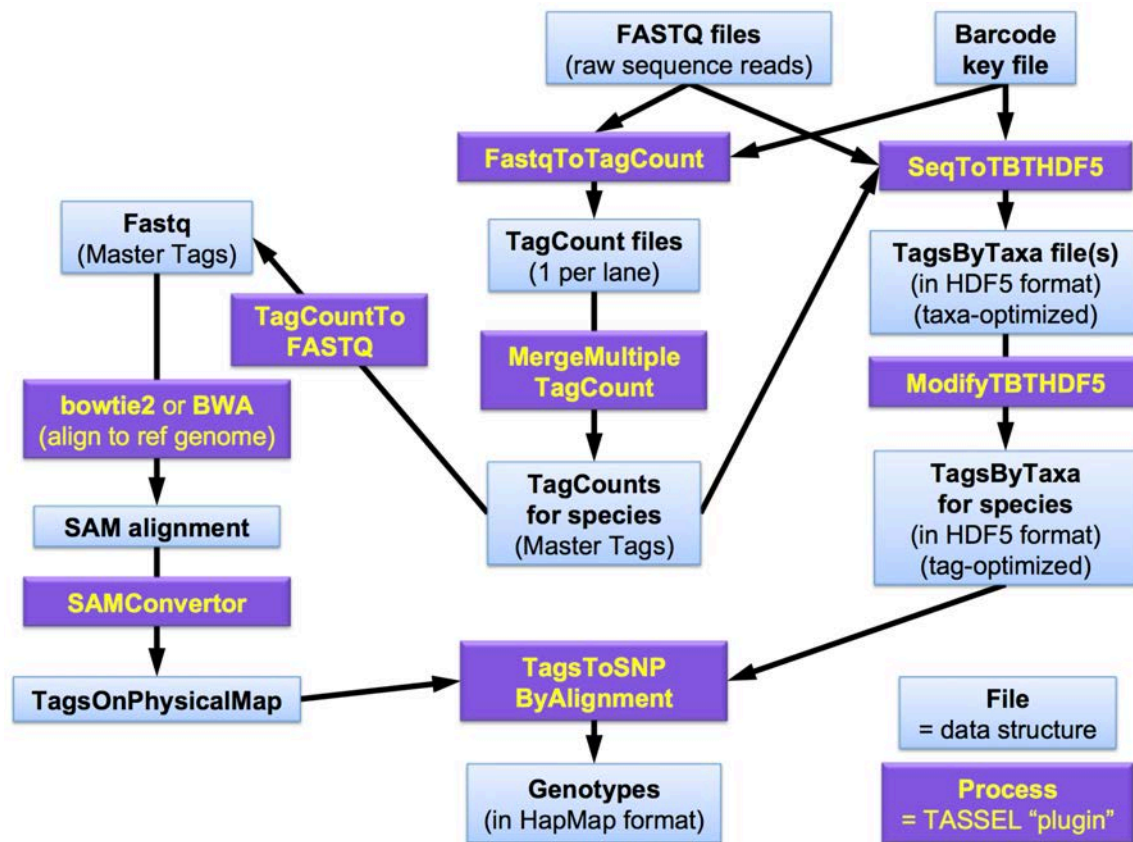 FASTQ files
(raw sequence reads)
Barcode
key file
FastqToTagCount
SeqToTBTHDF5
Fastq
(Master Tags)
TagCount files
(1 per lane)
TagsByTaxa file(s)
(in HDF5 format)
(taxa-optimized)
TagCountTo
FASTQ
MergeMultiple
TagCount
ModifyTBTHDF5
bowtie2 or BWA
(align to ref genome)
TagCounts
for species
(Master Tags)
TagsByTaxa
for species
(in HDF5 format)
(tag-optimized)
SAM alignment
SAMConvertor
TagsOnPhysicalMap
TagsToSNP
ByAlignment
File
= data structure
Genotypes
(in HapMap format)
Process
= TASSEL “plugin”